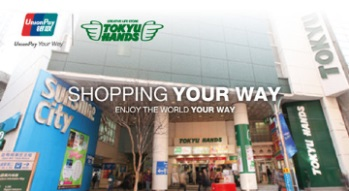 UnionPay
银联
UnionPay Your Way
CREATIVE LIFE STORE
TOKYU
HANDS
SHOPPING YOUR WAY
ENJOY THE WORLD YOUR WAY
Sunshine
City
TOKYU HANDS
TOKYU HANDS
TOKYU
HANDS